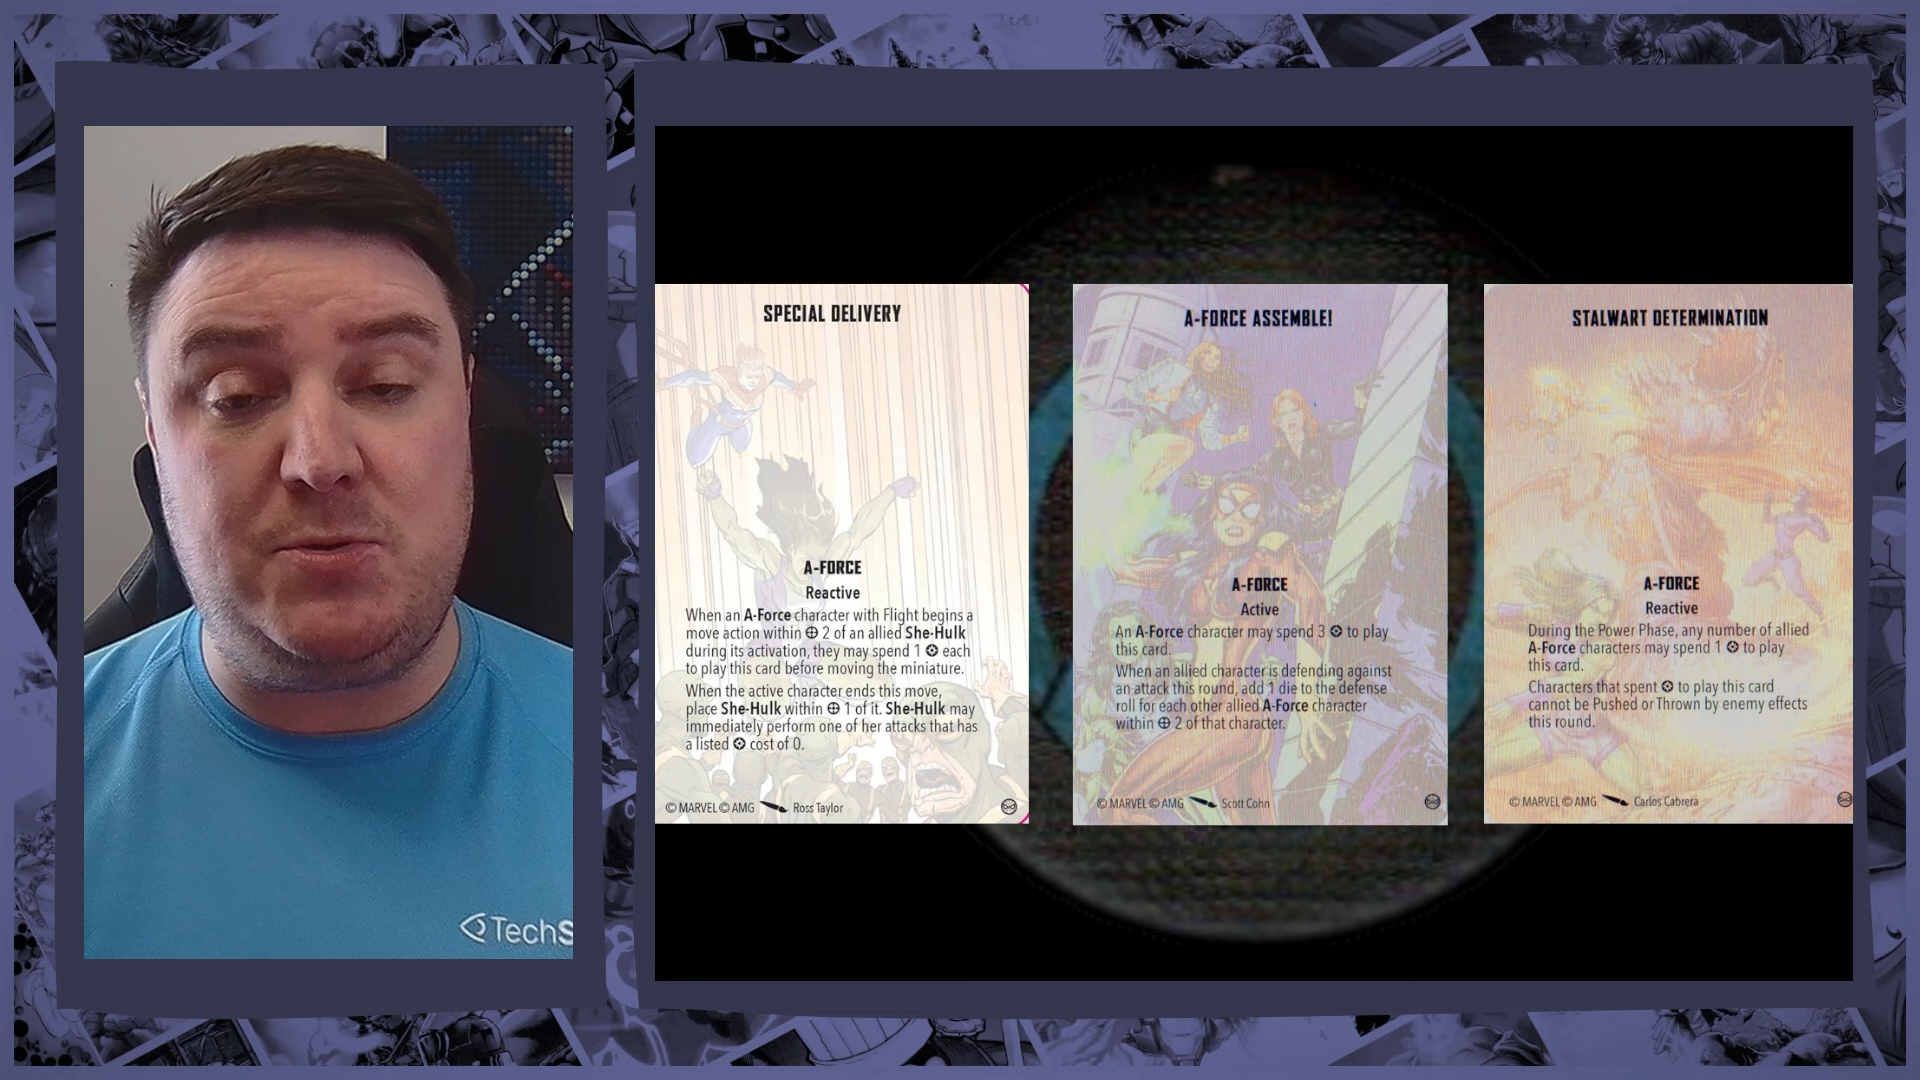 TechS
SPECIAL DELIVERY
A-FORCE
Reactive
When an A-Force character with Flight begins a
move action within 2 of an allied She-Hulk
during its activation, they may spend 1 each
to play this card before moving the miniature.
When the active character ends this move,
place She-Hulk within 1 of it. She-Hulk may
immediately perform one of her attacks that has
a listed cost of 0.
© MARVEL © AMG Ross Taylor
A-FORCE ASSEMBLE!
A-FORCE
Active
An A-Force character may spend 3 to play
this card.
When an allied character is defending against
an attack this round, add 1 die to the defense
roll for each other allied A-Force character
within 2 of that character.
© MARVEL © AMG Scott Cohn
STALWART DETERMINATION
A-FORCE
Reactive
During the Power Phase, any number of allied
A-Force characters may spend 1 to play
this card.
Characters that spent to play this card
cannot be Pushed or Thrown by enemy effects
this round.
© MARVEL © AMG Carlos Cabrera